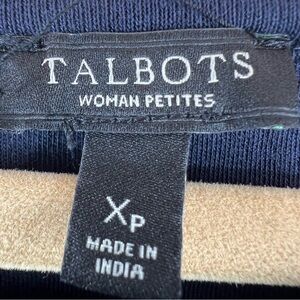 TALBOTS
WOMAN PETITES
XP
MADE IN
INDIA